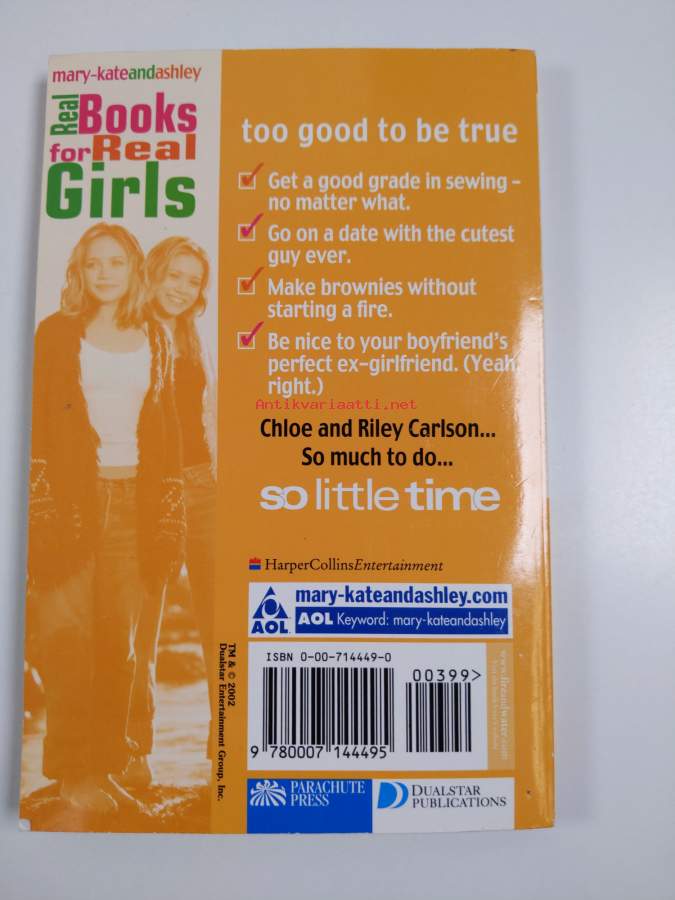 mary-kateandashley
Real
Books
for Real
Girls
too good to be true
Get a good grade in sewing –
no matter what.
Go on a date with the cutest
guy ever.
Make brownies without
starting a fire.
Be nice to your boyfriend's
perfect ex-girlfriend. (Yeah,
right.)
Antikvariaatti.net
Chloe and Riley Carlson...
So much to do...
so little time
HarperCollinsEntertainment
mary-kateandashley.com
AOL
AOL Keyword: mary-kateandashley
TM & © 2002
Dualstar Entertainment Group, Inc.
ISBN 0-00-714449-0
00399>
9 780007 144495
www.fireandwater.com
PARACHUTE
PRESS
DUALSTAR
PUBLICATIONS